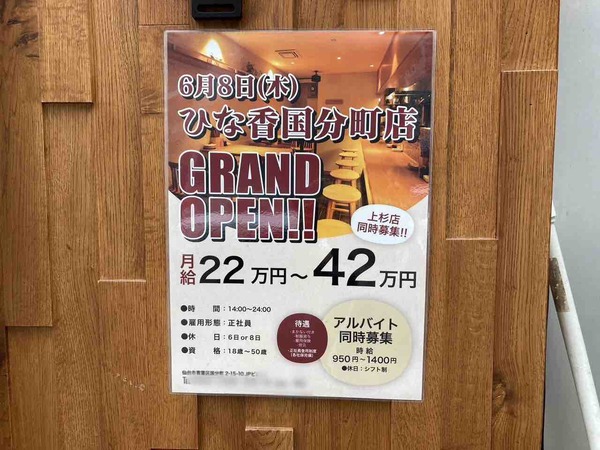 6月8日(木)
ひな香国分町店
GRAND
OPEN!!
上杉店
同時募集!!
月給 22万円～42万円
●時　　間：14:00～24:00
●雇用形態：正社員
●休　　日：6日or8日
●資　　格：18歳～50歳
待遇
アルバイト
同時募集
時給
950円～1400円
●休日：シフト制